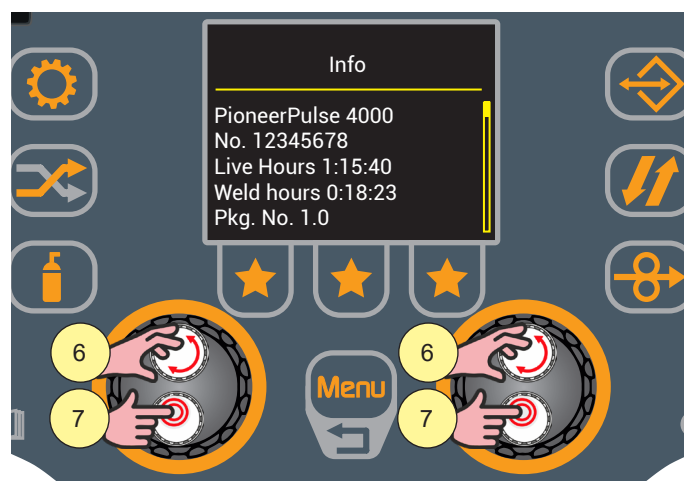 Info
PioneerPulse 4000
No. 12345678
Live Hours 1:15:40
Weld hours 0:18:23
Pkg. No. 1.0
6
6
7
Menu
7